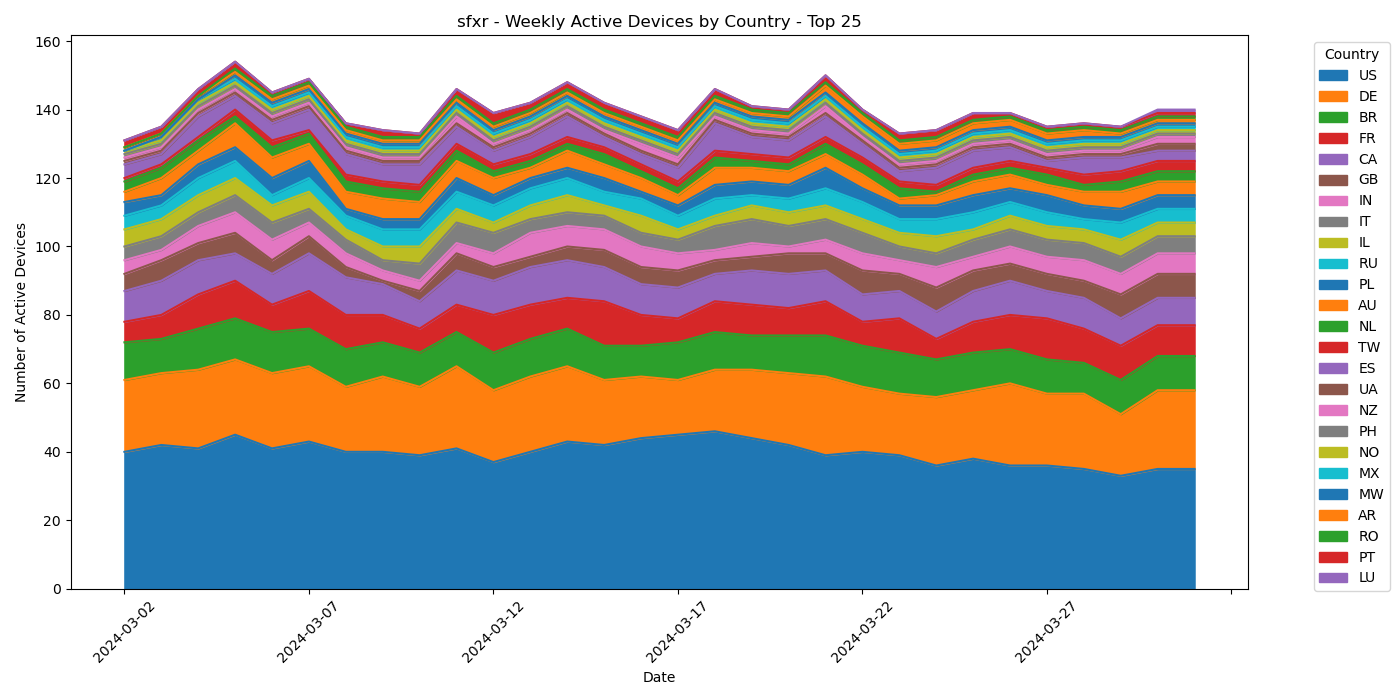 sfxr - Weekly Active Devices by Country - Top 25
Number of Active Devices
160
140
120
100
80
60
40
20
0
2024-03-02
2024-03-07
2024-03-12
2024-03-17
2024-03-22
2024-03-27
Date
Country
US
DE
BR
FR
CA
GB
IN
IT
IL
RU
PL
AU
NL
TW
ES
UA
NZ
PH
NO
MX
MW
AR
RO
PT
LU